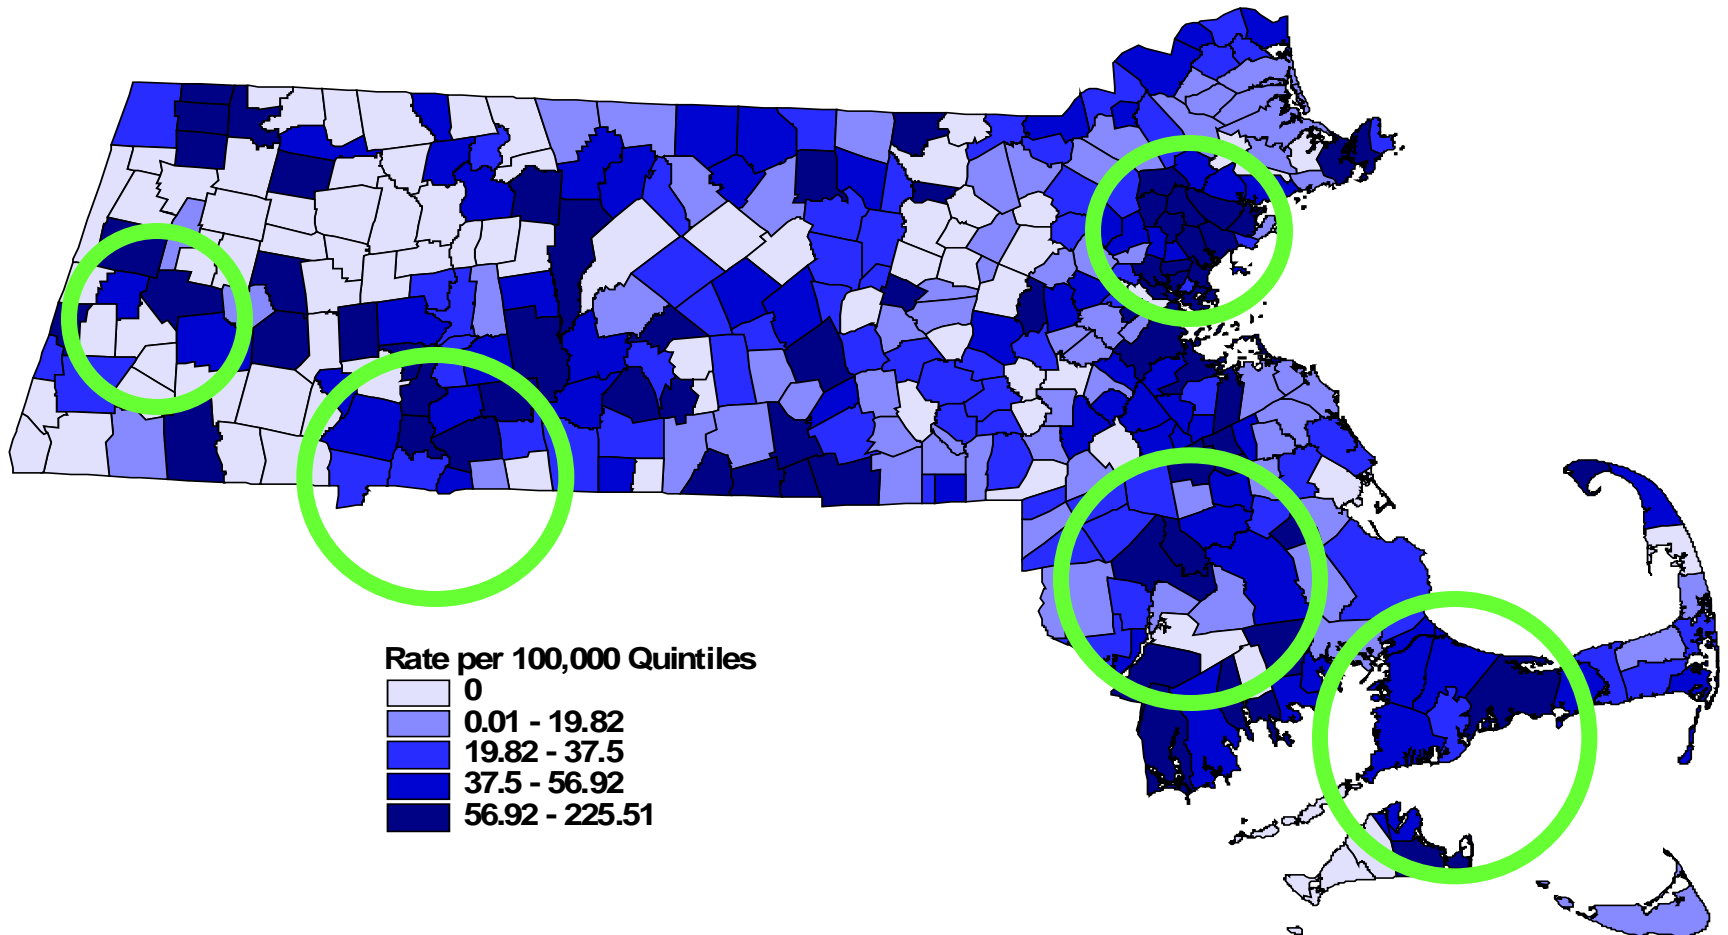 Rate per 100,000 Quintiles
0
0.01 - 19.82
19.82 - 37.5
37.5 - 56.92
56.92 - 225.51